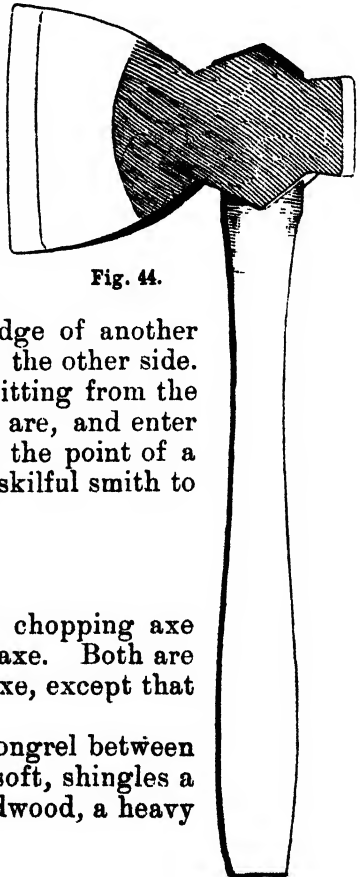 Fig. 44.
dge of another
the other side.
itting from the
are, and enter
the point of a
skilful smith to
chopping axe
axe. Both are
xe, except that
ongrel between
soft, shingles a
dwood, a heavy